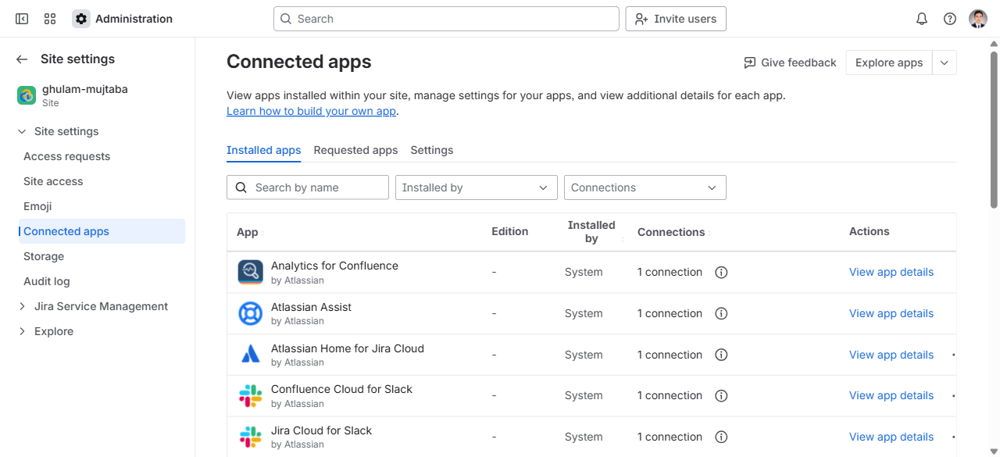 Administration
Search
Invite users
Site settings
ghulam-mujtaba
Site
Site settings
Access requests
Site access
Emoji
Connected apps
Storage
Audit log
Jira Service Management
Explore
Connected apps
Give feedback
Explore apps
View apps installed within your site, manage settings for your apps, and view additional details for each app.
Learn how to build your own app.
Installed apps Requested apps Settings
Search by name Installed by Connections
App Edition Installed by Connections Actions
Analytics for Confluence
by Atlassian
- System 1 connection View app details
Atlassian Assist
by Atlassian
- System 1 connection View app details
Atlassian Home for Jira Cloud
by Atlassian
- System 1 connection View app details
Confluence Cloud for Slack
by Atlassian
- System 1 connection View app details
Jira Cloud for Slack
by Atlassian
- System 1 connection View app details